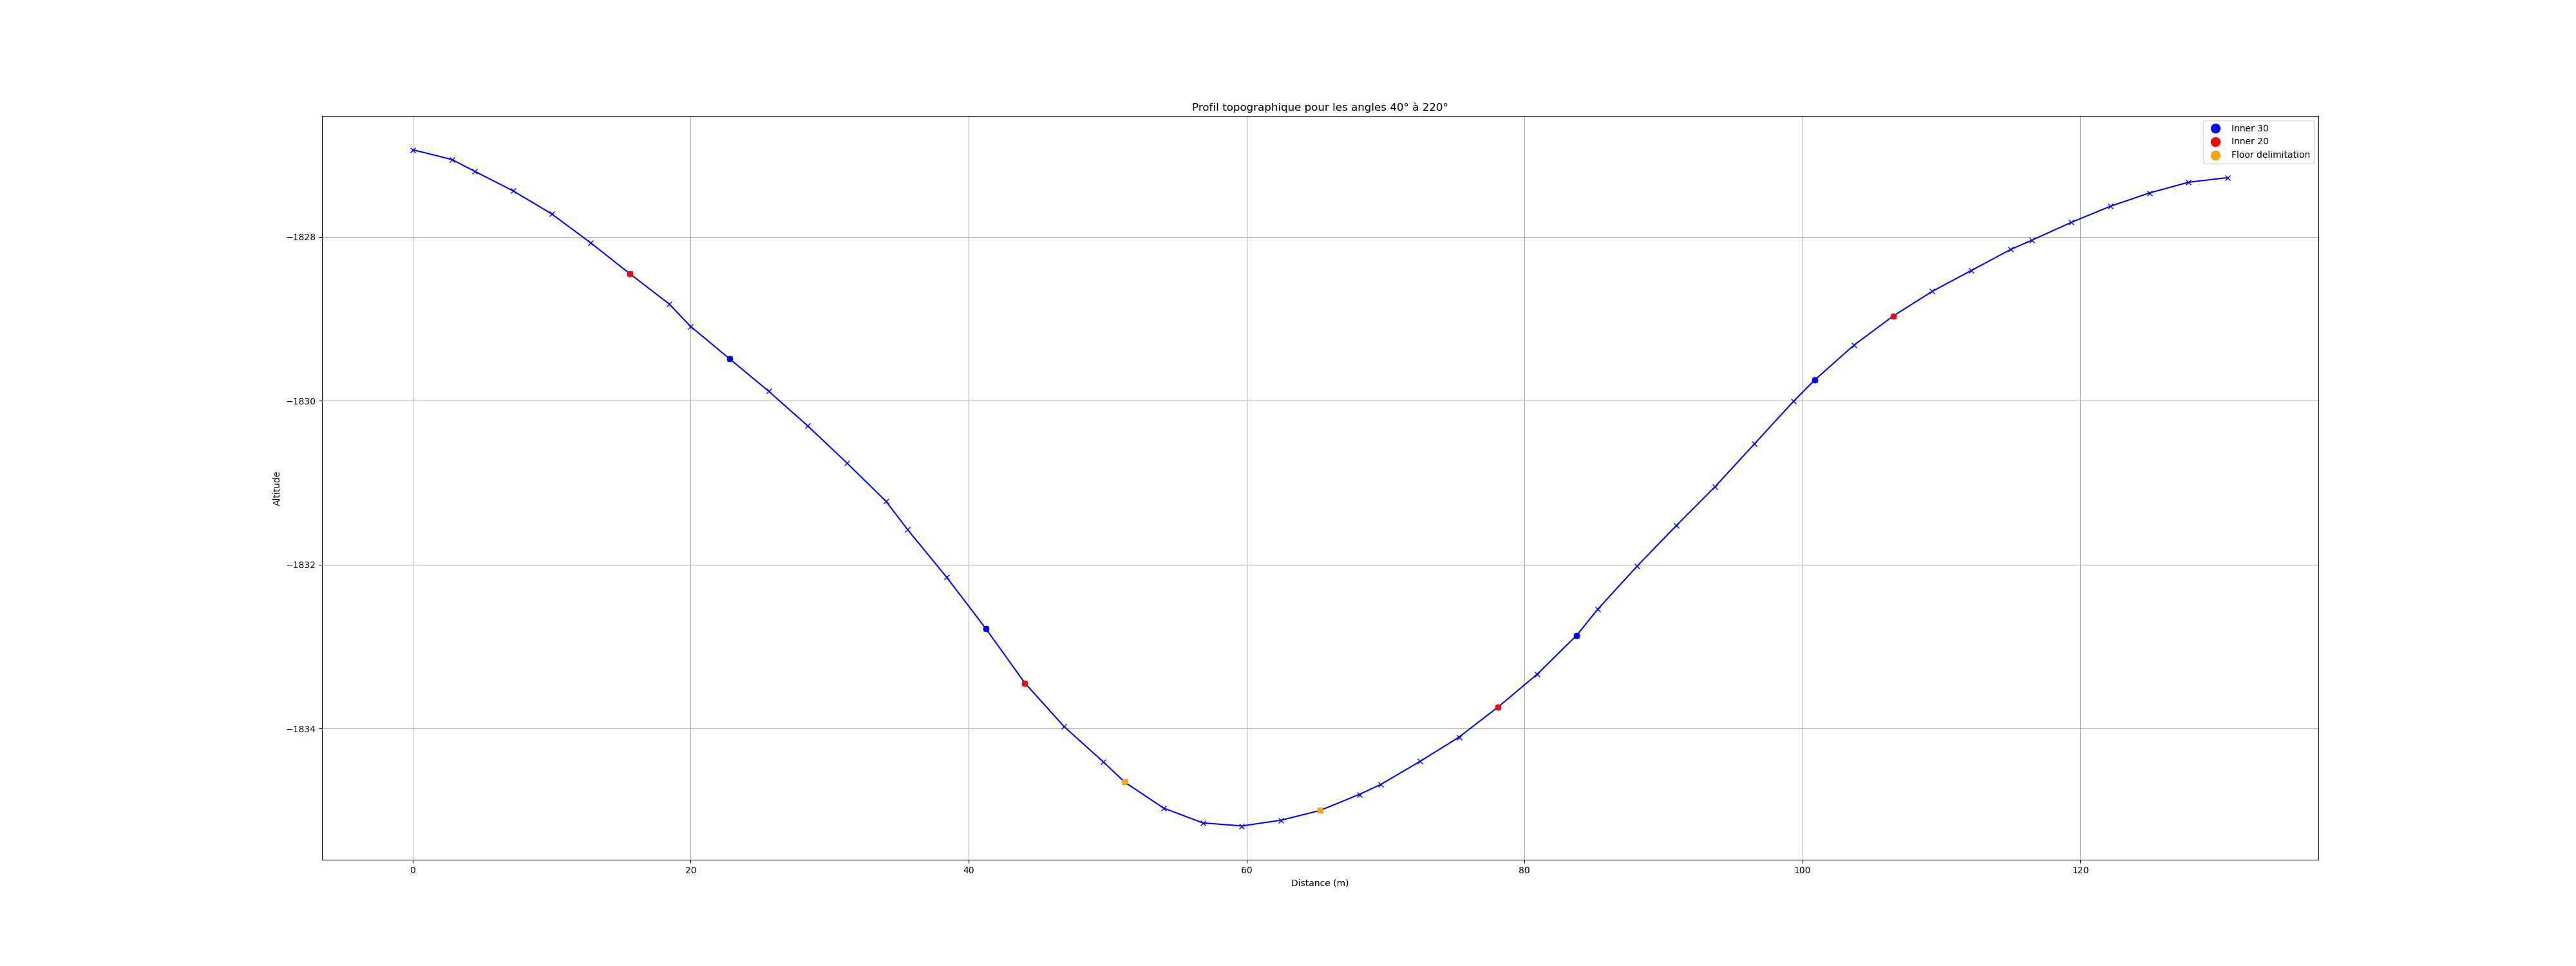 Profil topographique pour les angles 40° à 220°
Inner 30
Inner 20
Floor delimitation
−1828
−1830
−1832
−1834
Altitude
0
20
40
60
80
100
120
Distance (m)